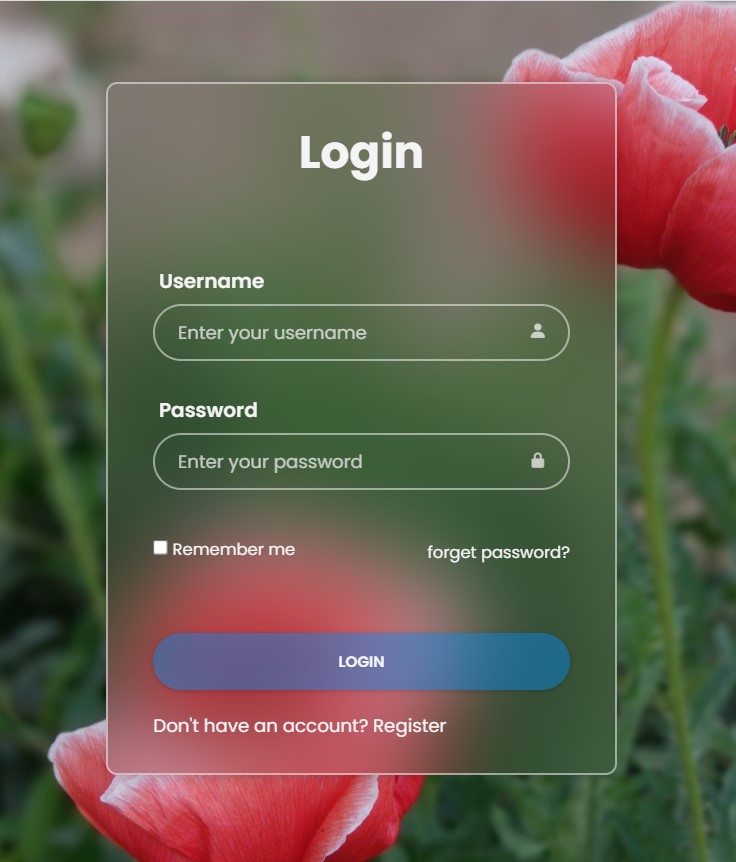 Login
Username
Enter your username
Password
Enter your password
Remember me
forget password?
LOGIN
Don't have an account? Register